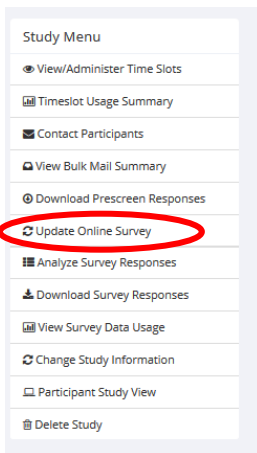 Study Menu
View/Administer Time Slots
Timeslot Usage Summary
Contact Participants
View Bulk Mail Summary
Download Prescreen Responses
Update Online Survey
Analyze Survey Responses
Download Survey Responses
View Survey Data Usage
Change Study Information
Participant Study View
Delete Study